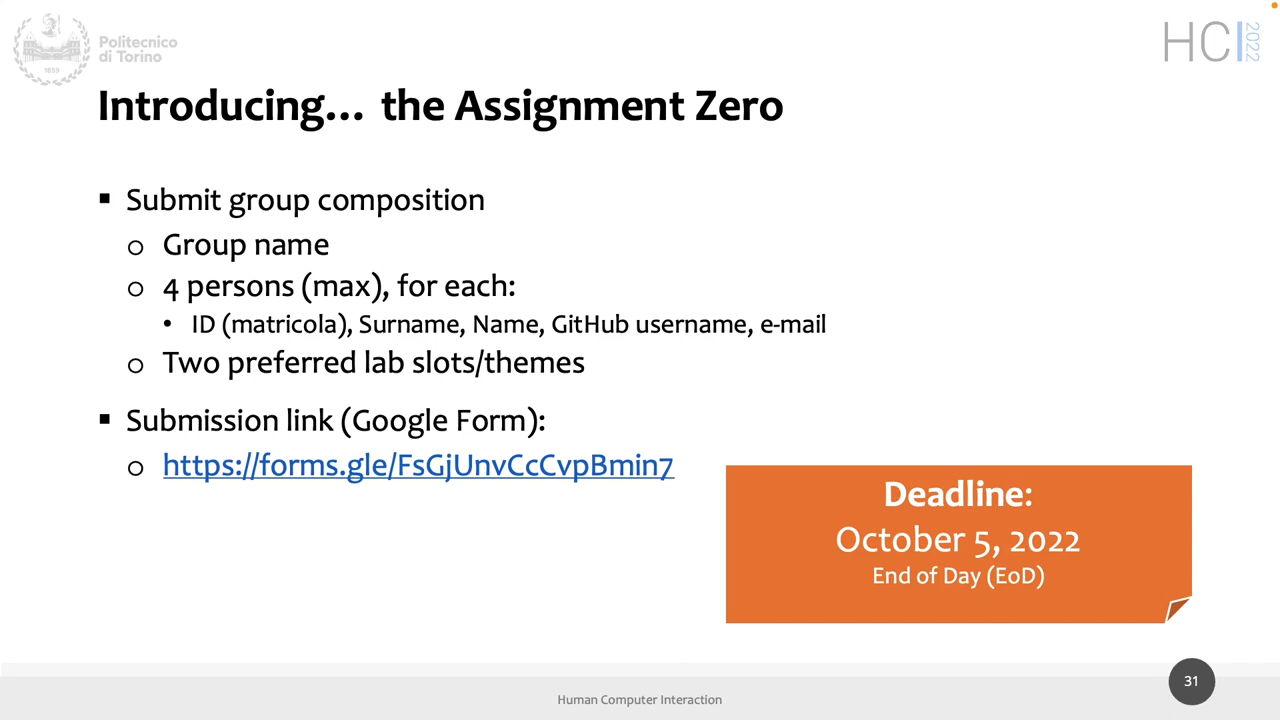 Politecnico
di Torino
1859
HCI 2022
Introducing... the Assignment Zero
▪ Submit group composition
o Group name
o 4 persons (max), for each:
• ID (matricola), Surname, Name, GitHub username, e-mail
o Two preferred lab slots/themes
▪ Submission link (Google Form):
o https://forms.gle/FsGjUnvCcCvpBmin7
Deadline:
October 5, 2022
End of Day (EoD)
Human Computer Interaction
31